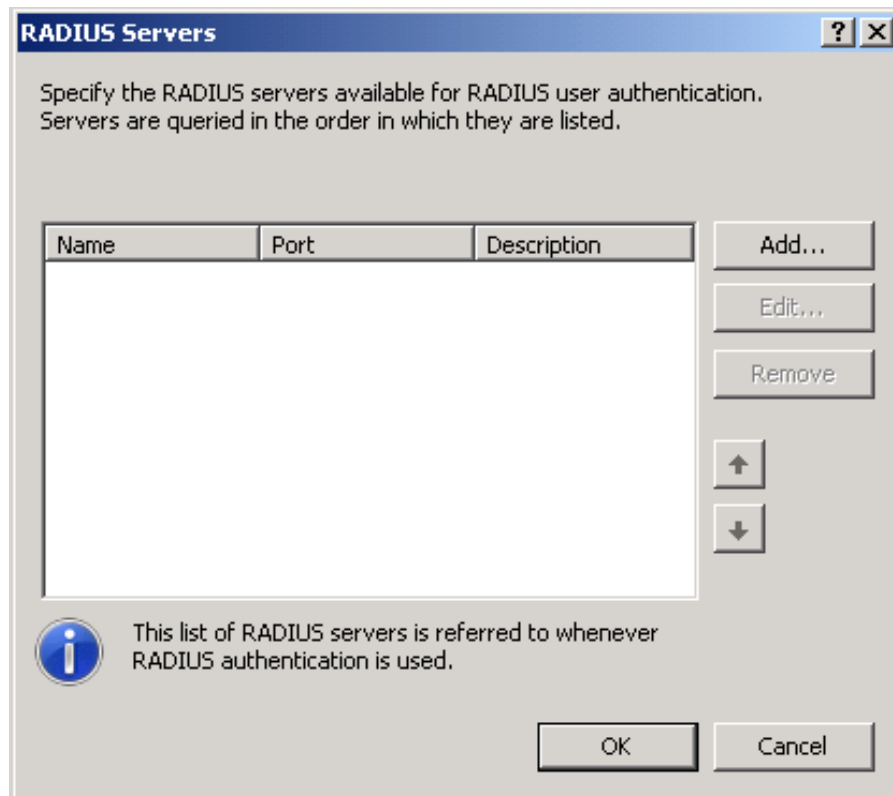 RADIUS Servers
Specify the RADIUS servers available for RADIUS user authentication.
Servers are queried in the order in which they are listed.
Name Port Description
Add...
Edit...
Remove
This list of RADIUS servers is referred to whenever
RADIUS authentication is used.
OK Cancel